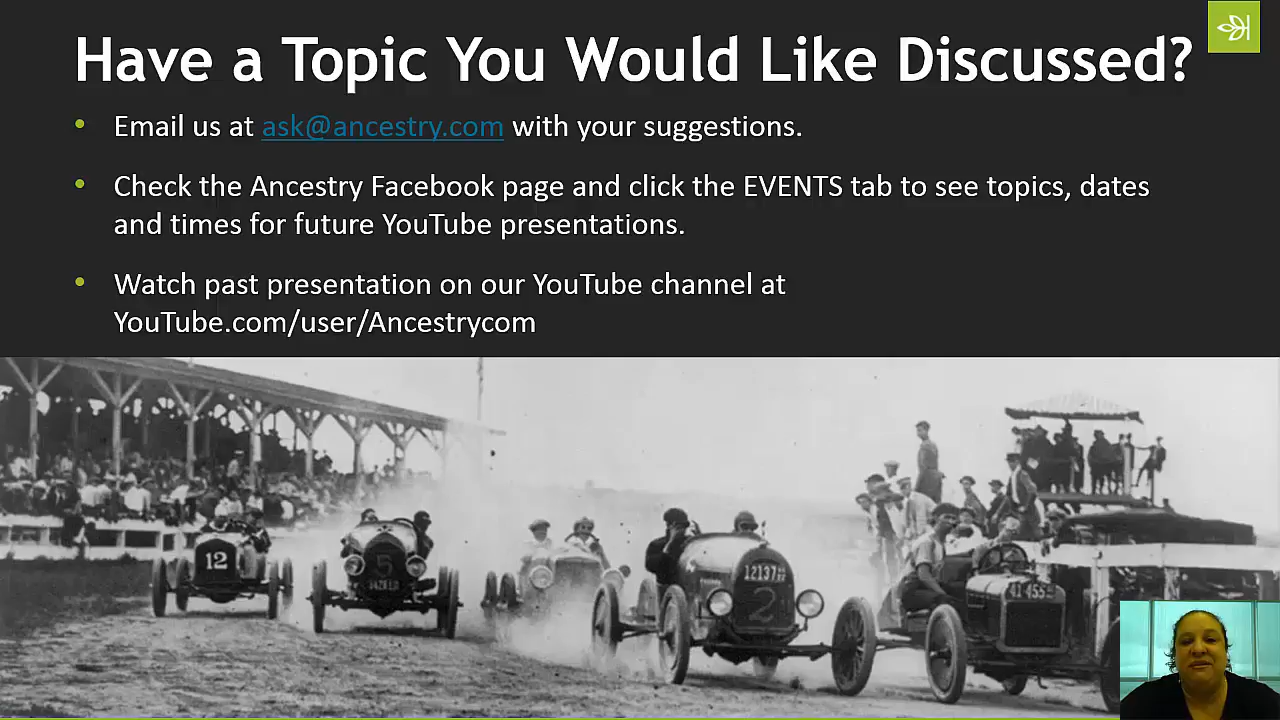 Have a Topic You Would Like Discussed?
• Email us at ask@ancestry.com with your suggestions.
• Check the Ancestry Facebook page and click the EVENTS tab to see topics, dates
and times for future YouTube presentations.
• Watch past presentation on our YouTube channel at
YouTube.com/user/Ancestrycom
12
5
12137
2
41 455